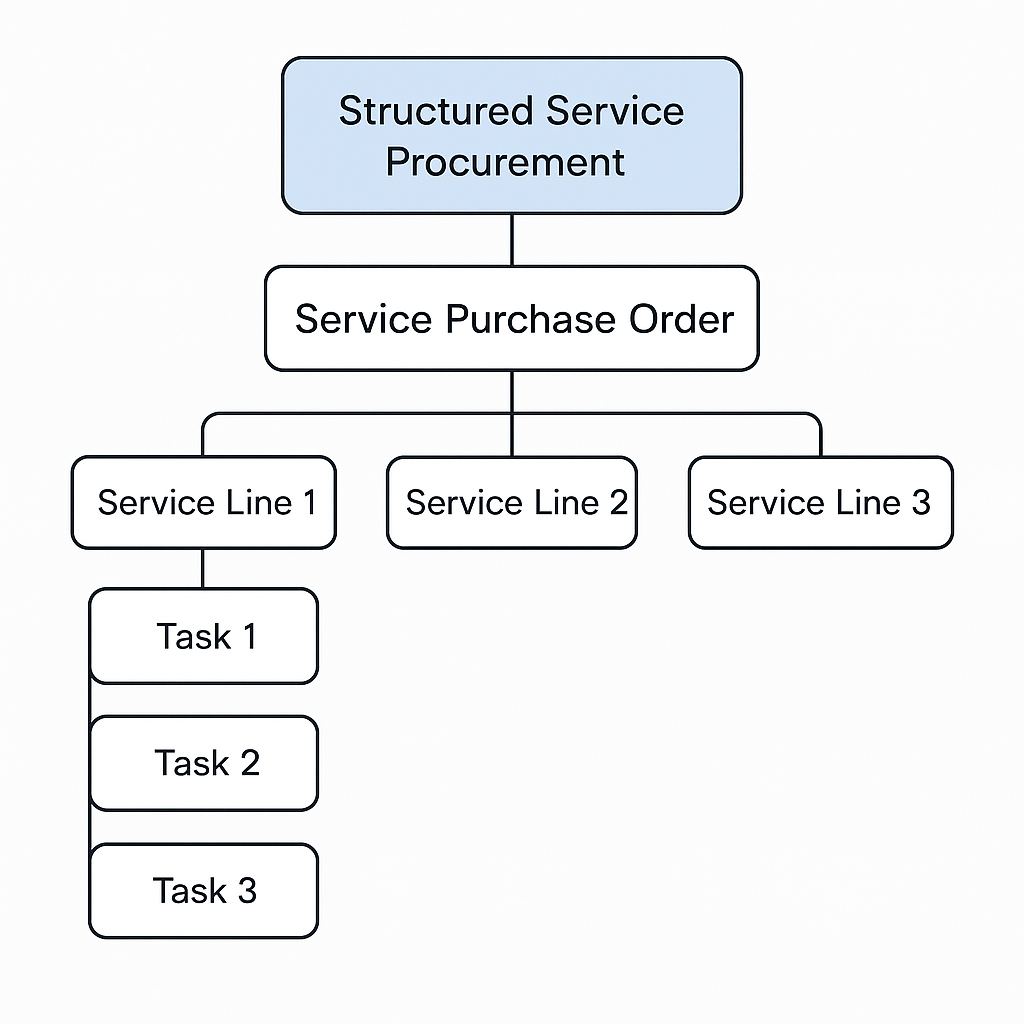 Structured Service
Procurement
Service Purchase Order
Service Line 1
Service Line 2
Service Line 3
Task 1
Task 2
Task 3